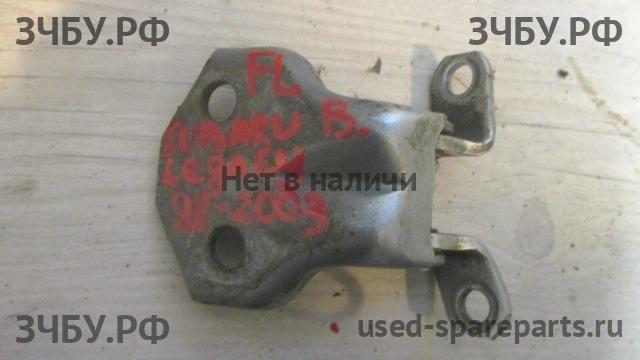 ЗЧБУ.РФ
ЗЧБУ.РФ
FL
SUBARU B.
LEGACY
Нет в наличи
98-2003
ЗЧБУ.РФ
used-spareparts.ru